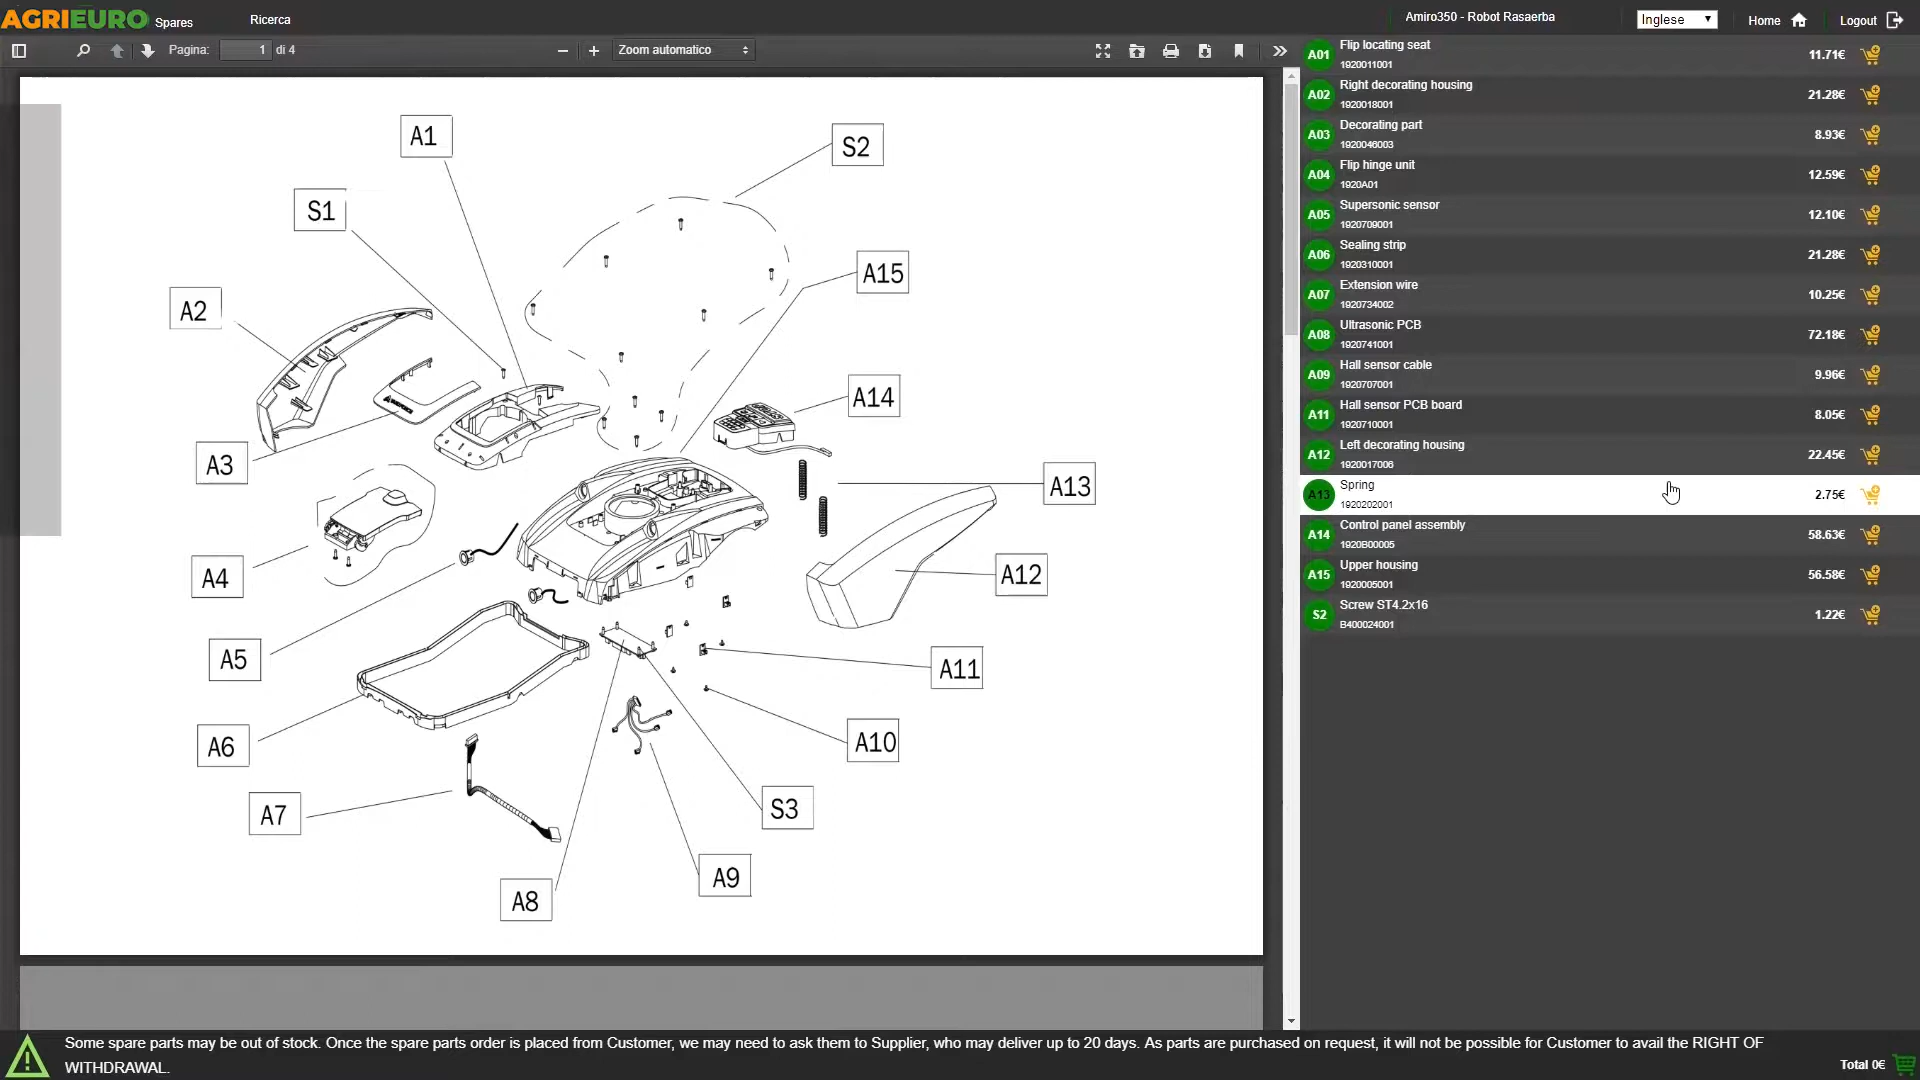 AGRIEURO Spares
Ricerca
Amiro350 - Robot Rasaerba
Inglese
Home
Logout
Pagina: 1 di 4
Zoom automatico
A1
S2
S1
A15
A2
A14
A3
A13
A4
A12
A5
A11
A6
A10
A7
S3
A9
A8
A01 Flip locating seat 11.71€
1920011001
A02 Right decorating housing 21.28€
1920018001
A03 Decorating part 8.93€
1920046003
A04 Flip hinge unit 12.59€
1920A01
A05 Supersonic sensor 12.10€
1920709001
A06 Sealing strip 21.28€
1920310001
A07 Extension wire 10.25€
1920734002
A08 Ultrasonic PCB 72.18€
1920741001
A09 Hall sensor cable 9.96€
1920707001
A11 Hall sensor PCB board 8.05€
1920710001
A12 Left decorating housing 22.45€
1920017006
A13 Spring 2.75€
1920202001
A14 Control panel assembly 58.63€
1920B00005
A15 Upper housing 56.58€
1920005001
S2 Screw ST4.2x16 1.22€
B400024001
Some spare parts may be out of stock. Once the spare parts order is placed from Customer, we may need to ask them to Supplier, who may deliver up to 20 days. As parts are purchased on request, it will not be possible for Customer to avail the RIGHT OF
WITHDRAWAL.
Total 0€